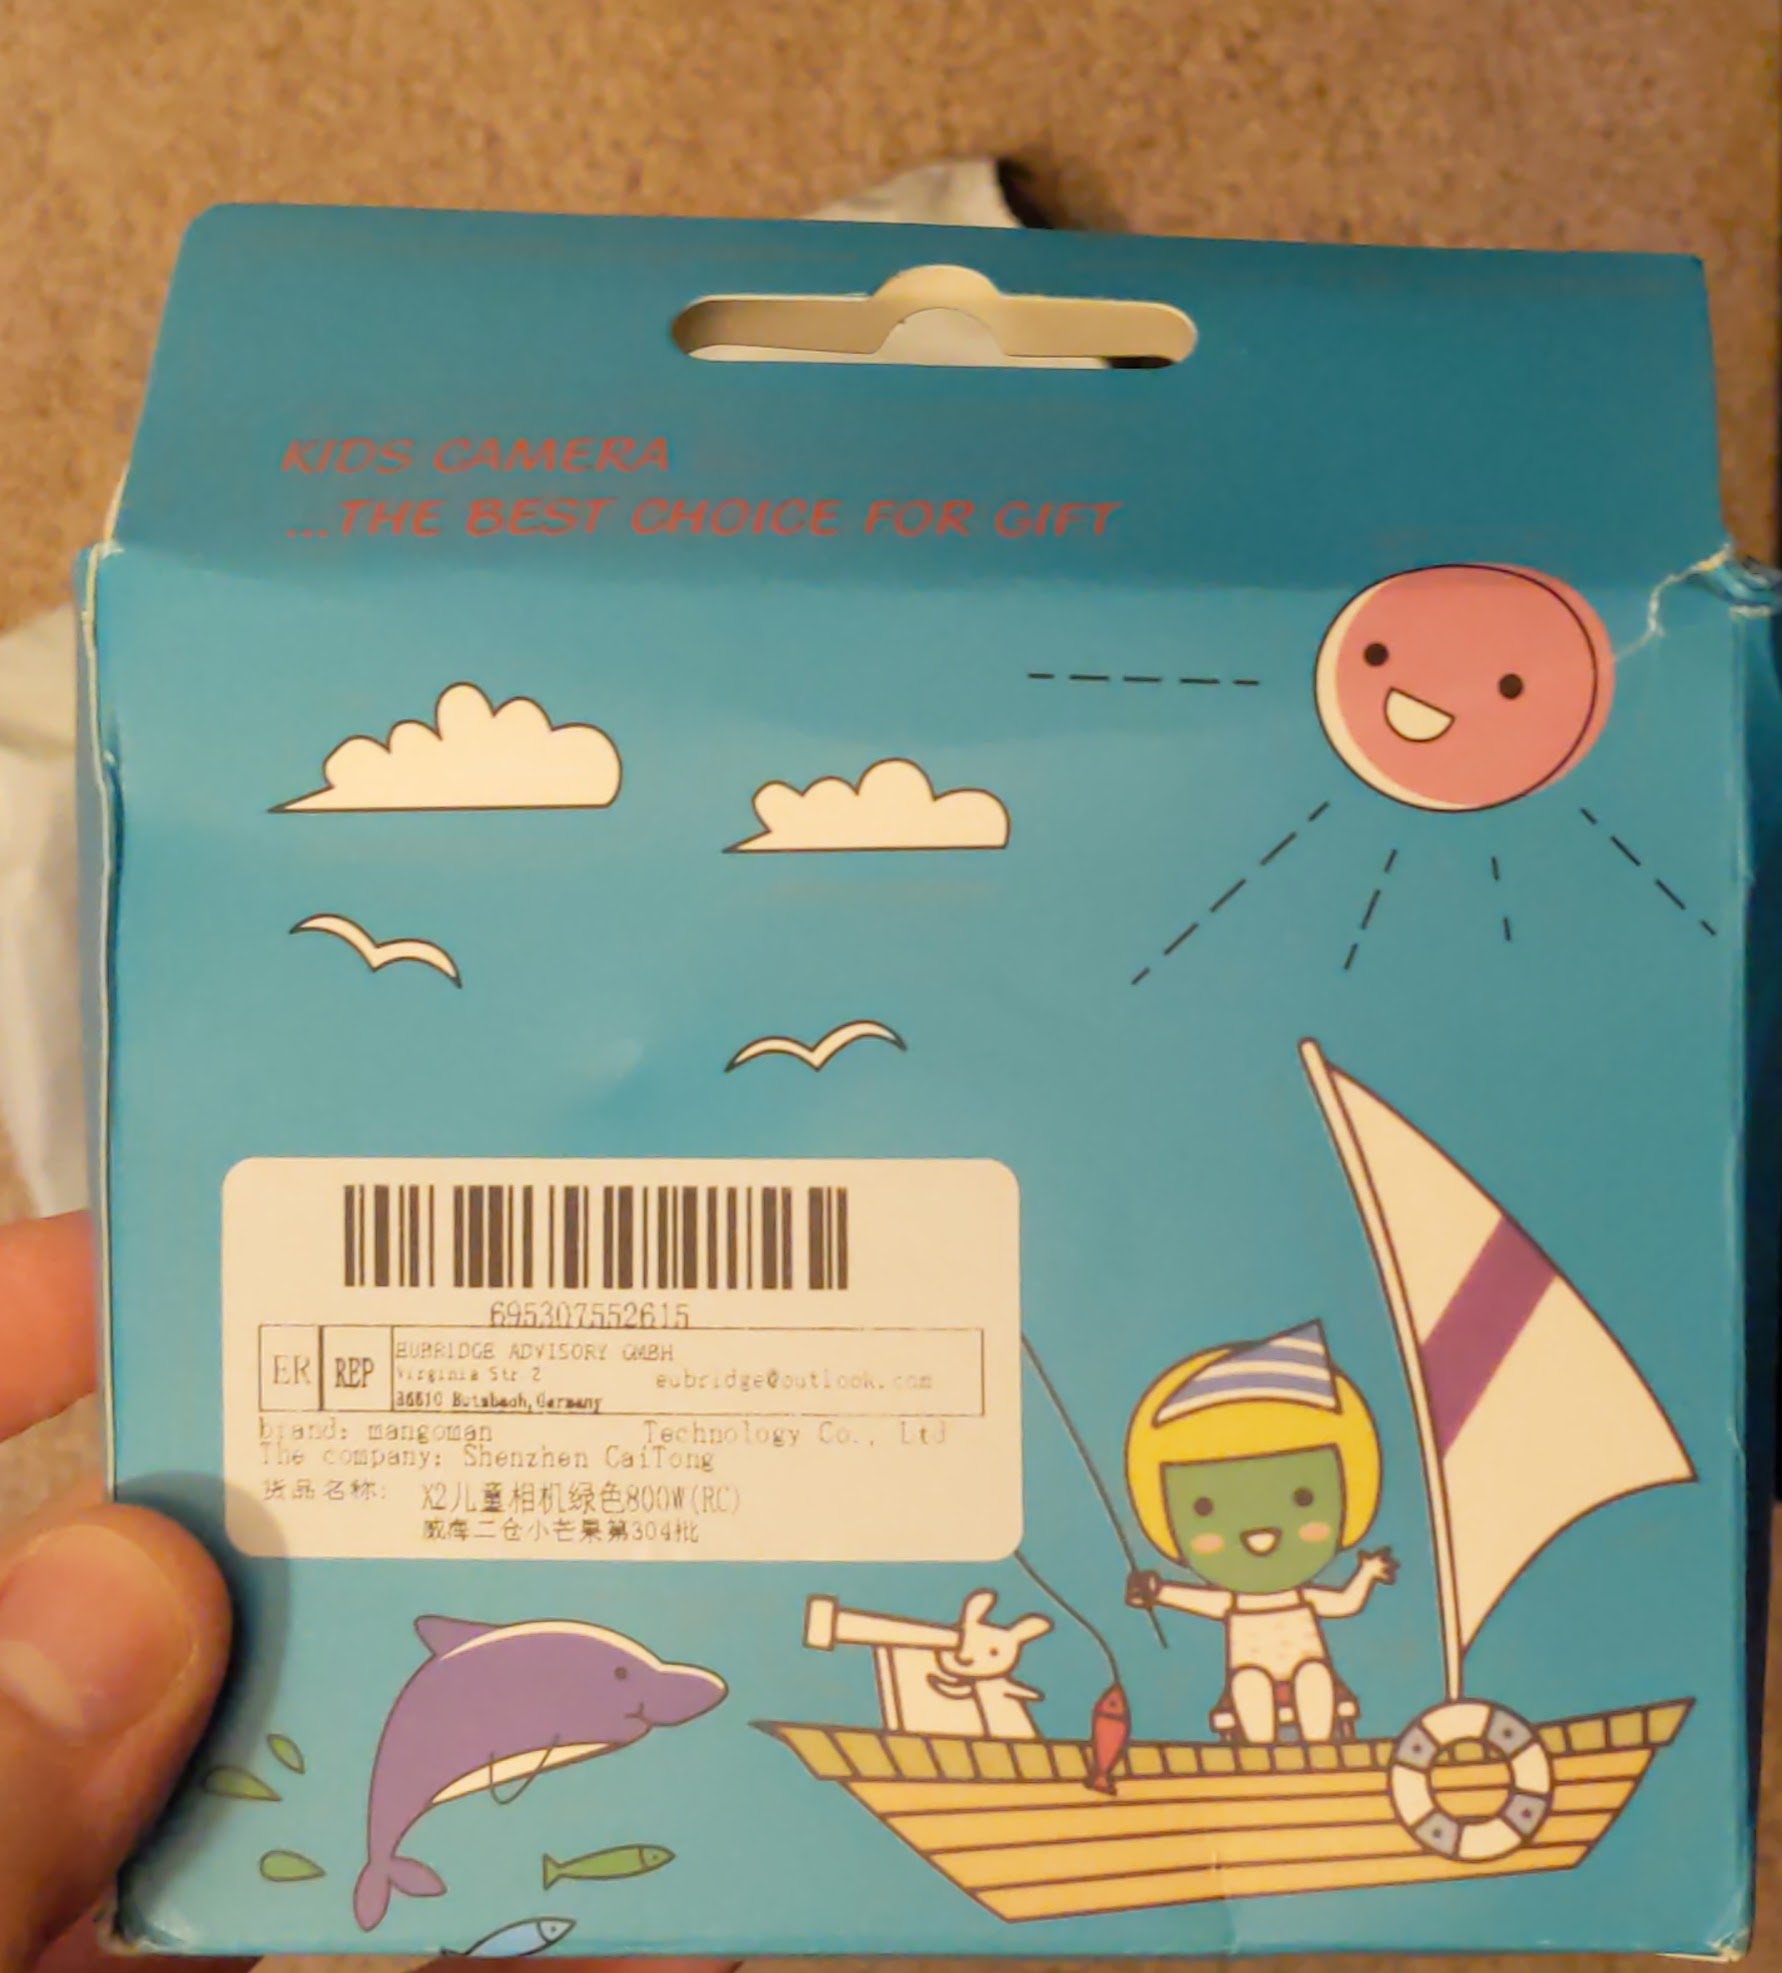 KIDS CAMERA
...THE BEST CHOICE FOR GIFT
695307552615
ER REP
EUBRIDGE ADVISORY GMBH
Virginia Str 2 eubridge@outlook.com
Butzbach,Germany
brand: mangoman Technology Co., Ltd
The company: Shenzhen CaiTong
货品名称: X2儿童相机绿色800W(RC)
威海二仓小芒果第304批